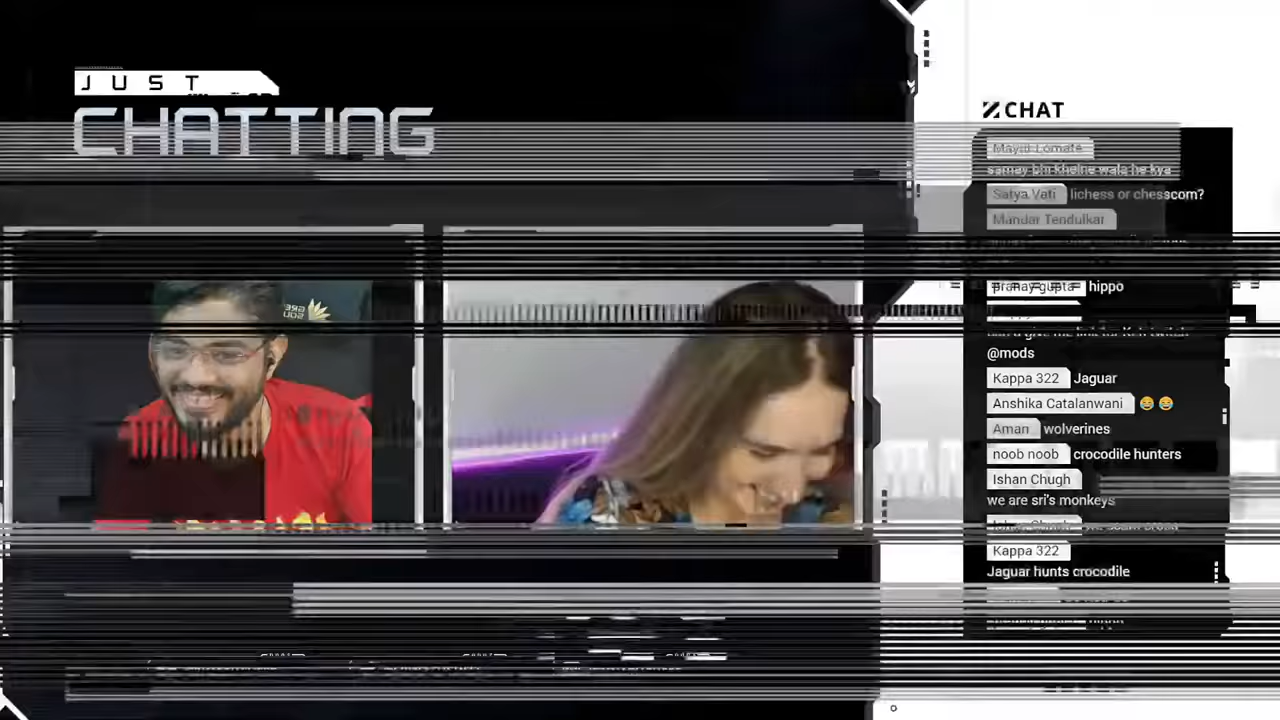 JUST
CHATTING
CHAT
Mayur Lomate
samay bhi khelne wala he kya
Satya Vati lichess or chesscom?
Mandar Tendulkar
pranay gupta hippo
@mods
Kappa 322 Jaguar
Anshika Catalanwani 😂 😂
Aman wolverines
noob noob crocodile hunters
Ishan Chugh
we are sri's monkeys
Kappa 322
Jaguar hunts crocodile